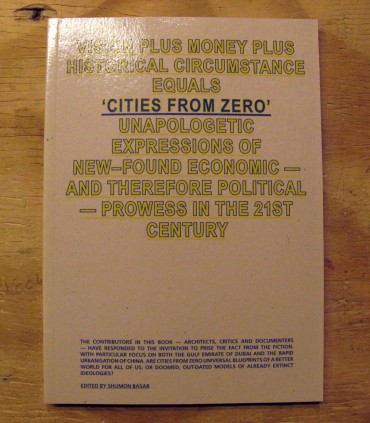 VISION PLUS MONEY PLUS
HISTORICAL CIRCUMSTANCE
EQUALS
‘CITIES FROM ZERO’
UNAPOLOGETIC
EXPRESSIONS OF
NEW–FOUND ECONOMIC —
AND THEREFORE POLITICAL
— PROWESS IN THE 21ST
CENTURY
THE CONTRIBUTORS IN THIS BOOK — ARCHITECTS, CRITICS AND DOCUMENTERS
— HAVE RESPONDED TO THE INVITATION TO PRISE THE FACT FROM THE FICTION.
WITH PARTICULAR FOCUS ON BOTH THE GULF EMIRATE OF DUBAI AND THE RAPID
URBANISATION OF CHINA. ARE CITIES FROM ZERO UNIVERSAL BLUEPRINTS OF A BETTER
WORLD FOR ALL OF US, OR DOOMED, OUT-DATED MODELS OF ALREADY EXTINCT
IDEOLOGIES?
EDITED BY SHUMON BASAR